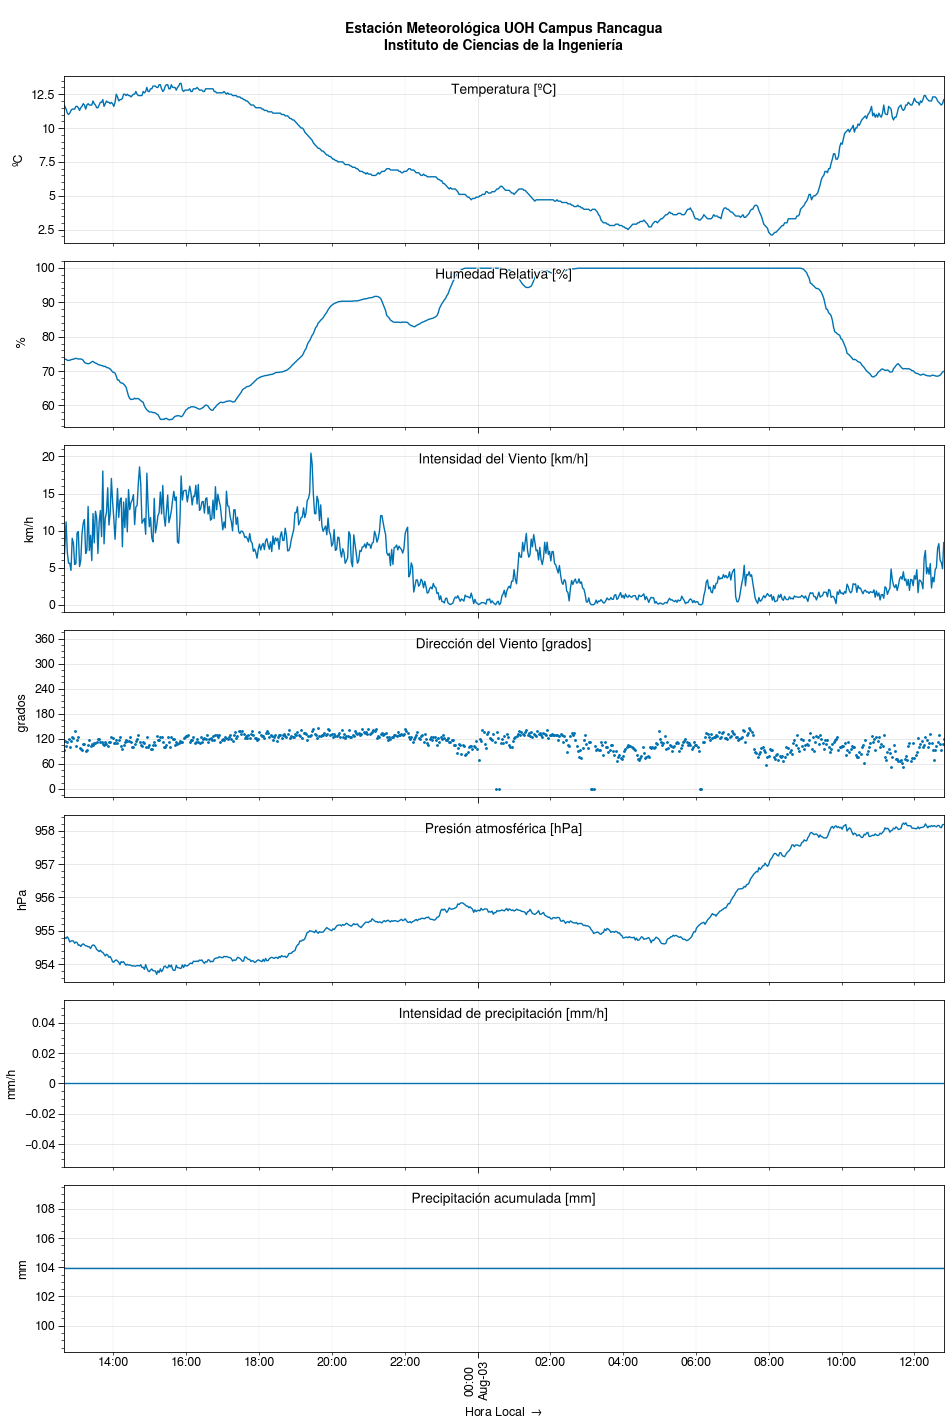 Estación Meteorológica UOH Campus Rancagua
Instituto de Ciencias de la Ingeniería
Temperatura [ºC]
12.5
10
7.5
5
2.5
ºC
Humedad Relativa [%]
100
90
80
70
60
%
Intensidad del Viento [km/h]
20
15
10
5
0
km/h
Dirección del Viento [grados]
360
300
240
180
120
60
0
grados
Presión atmosférica [hPa]
958
957
956
955
954
hPa
Intensidad de precipitación [mm/h]
0.04
0.02
0
−0.02
−0.04
mm/h
Precipitación acumulada [mm]
108
106
104
102
100
mm
14:00 16:00 18:00 20:00 22:00 00:00 02:00 04:00 06:00 08:00 10:00 12:00
Aug-03
Hora Local →